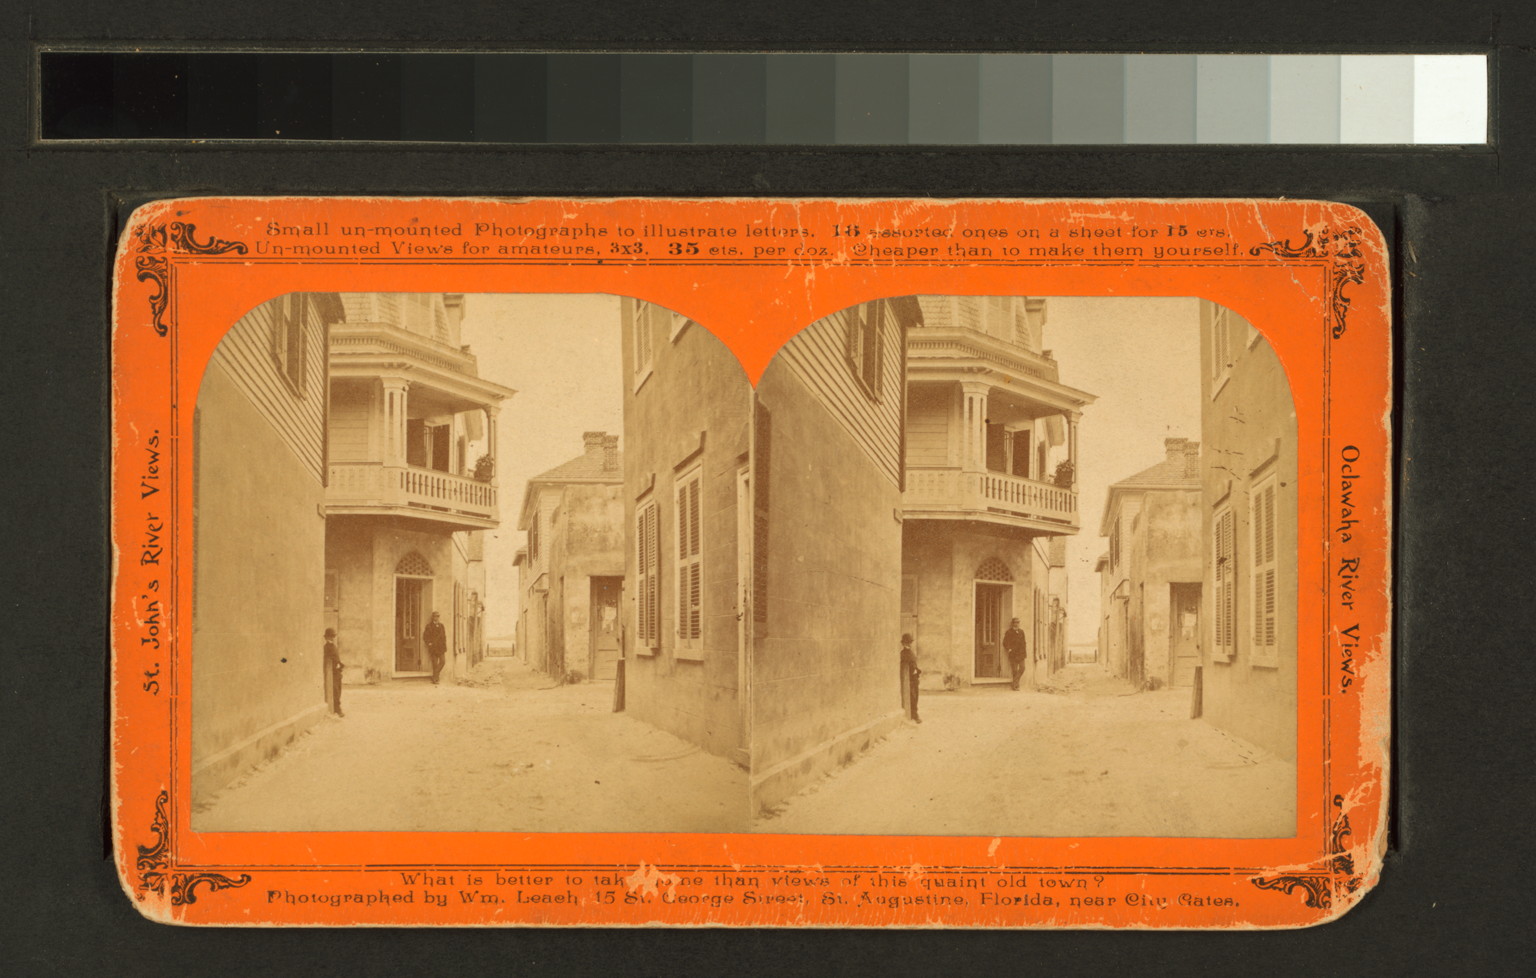 Small un-mounted Photographs to illustrate letters. 18 assorted ones on a sheet for 15 cts.
Un-mounted Views for amateurs, 3x3. 35 cts. per doz. Cheaper than to make them yourself.
St. John's River Views.
Oclawaha River Views.
What is better to take home than views of this quaint old town?
Photographed by Wm. Leach, 15 St. George Street, St. Augustine, Florida, near City Gates.